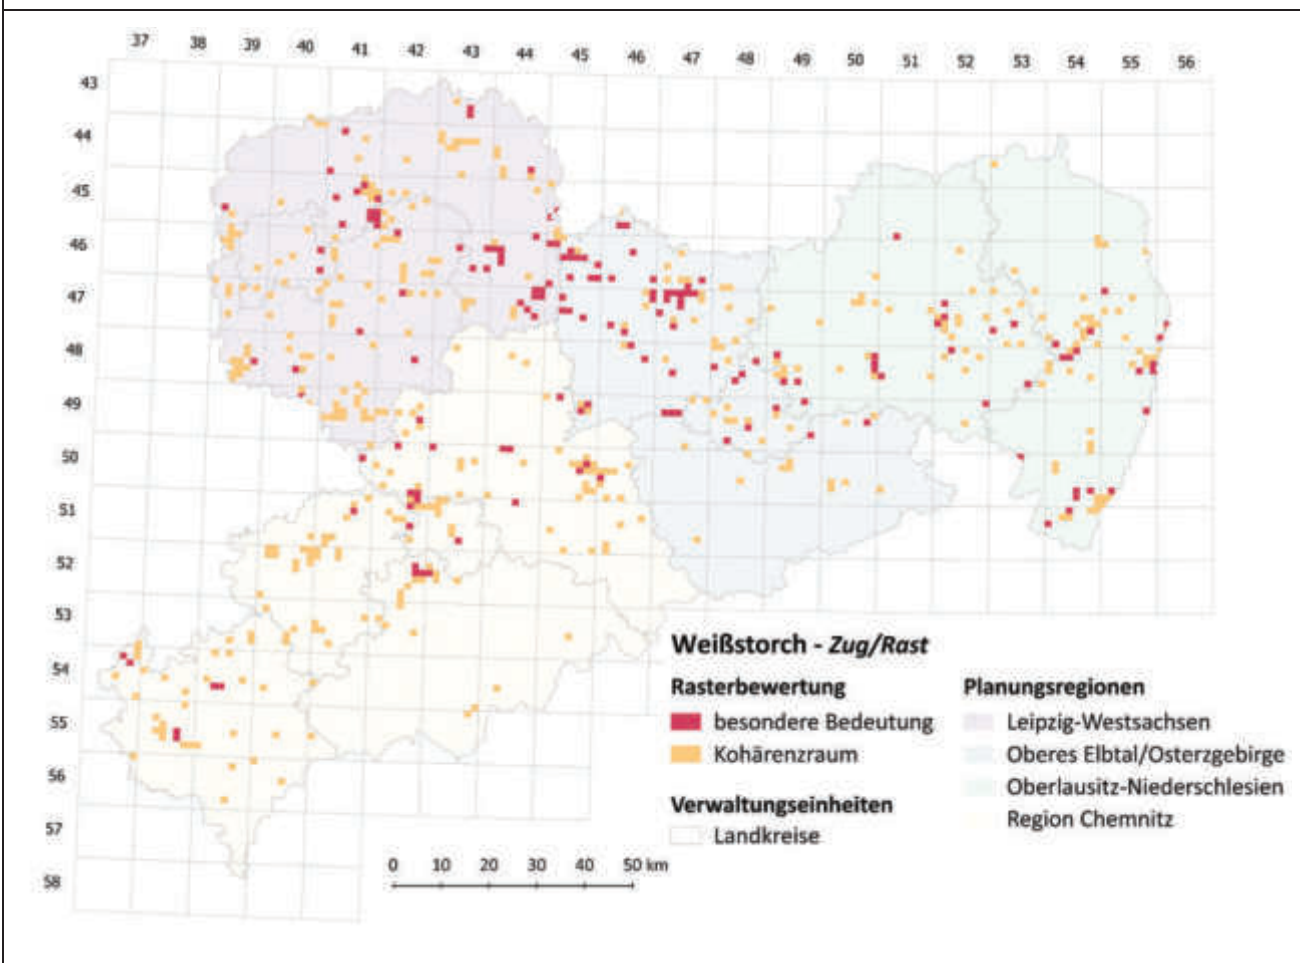 37 38 39 40 41 42 43 44 45 46 47 48 49 50 51 52 53 54 55 56
43
44
45
46
47
48
49
50
51
52
53
54
55
56
57
58
Weißstorch - Zug/Rast
Rasterbewertung
besondere Bedeutung
Kohärenzraum
Verwaltungseinheiten
Landkreise
Planungsregionen
Leipzig-Westsachsen
Oberes Elbtal/Osterzgebirge
Oberlausitz-Niederschlesien
Region Chemnitz
0 10 20 30 40 50 km